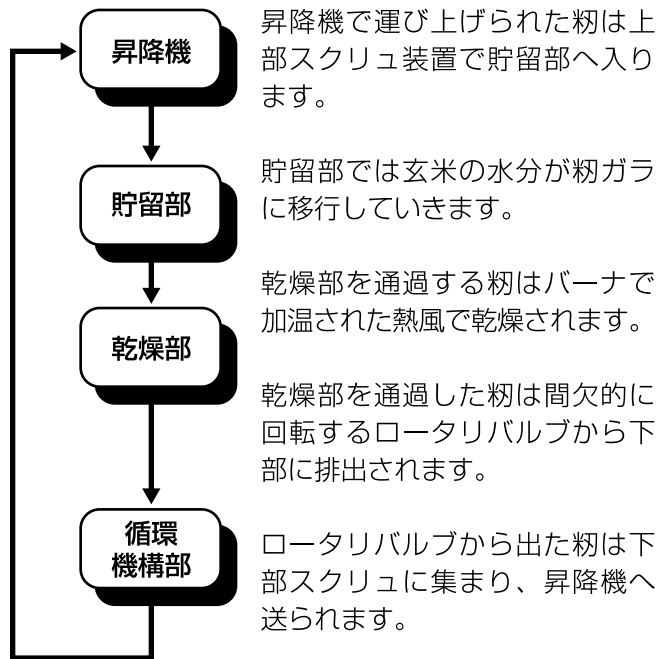 昇降機
昇降機で運び上げられた籾は上
部スクリュ装置で貯留部へ入り
ます。
貯留部
貯留部では玄米の水分が籾ガラ
に移行していきます。
乾燥部
乾燥部を通過する籾はバーナで
加温された熱風で乾燥されます。
乾燥部を通過した籾は間欠的に
回転するロータリバルブから下
部に排出されます。
循環
機構部
ロータリバルブから出た籾は下
部スクリュに集まり、昇降機へ
送られます。